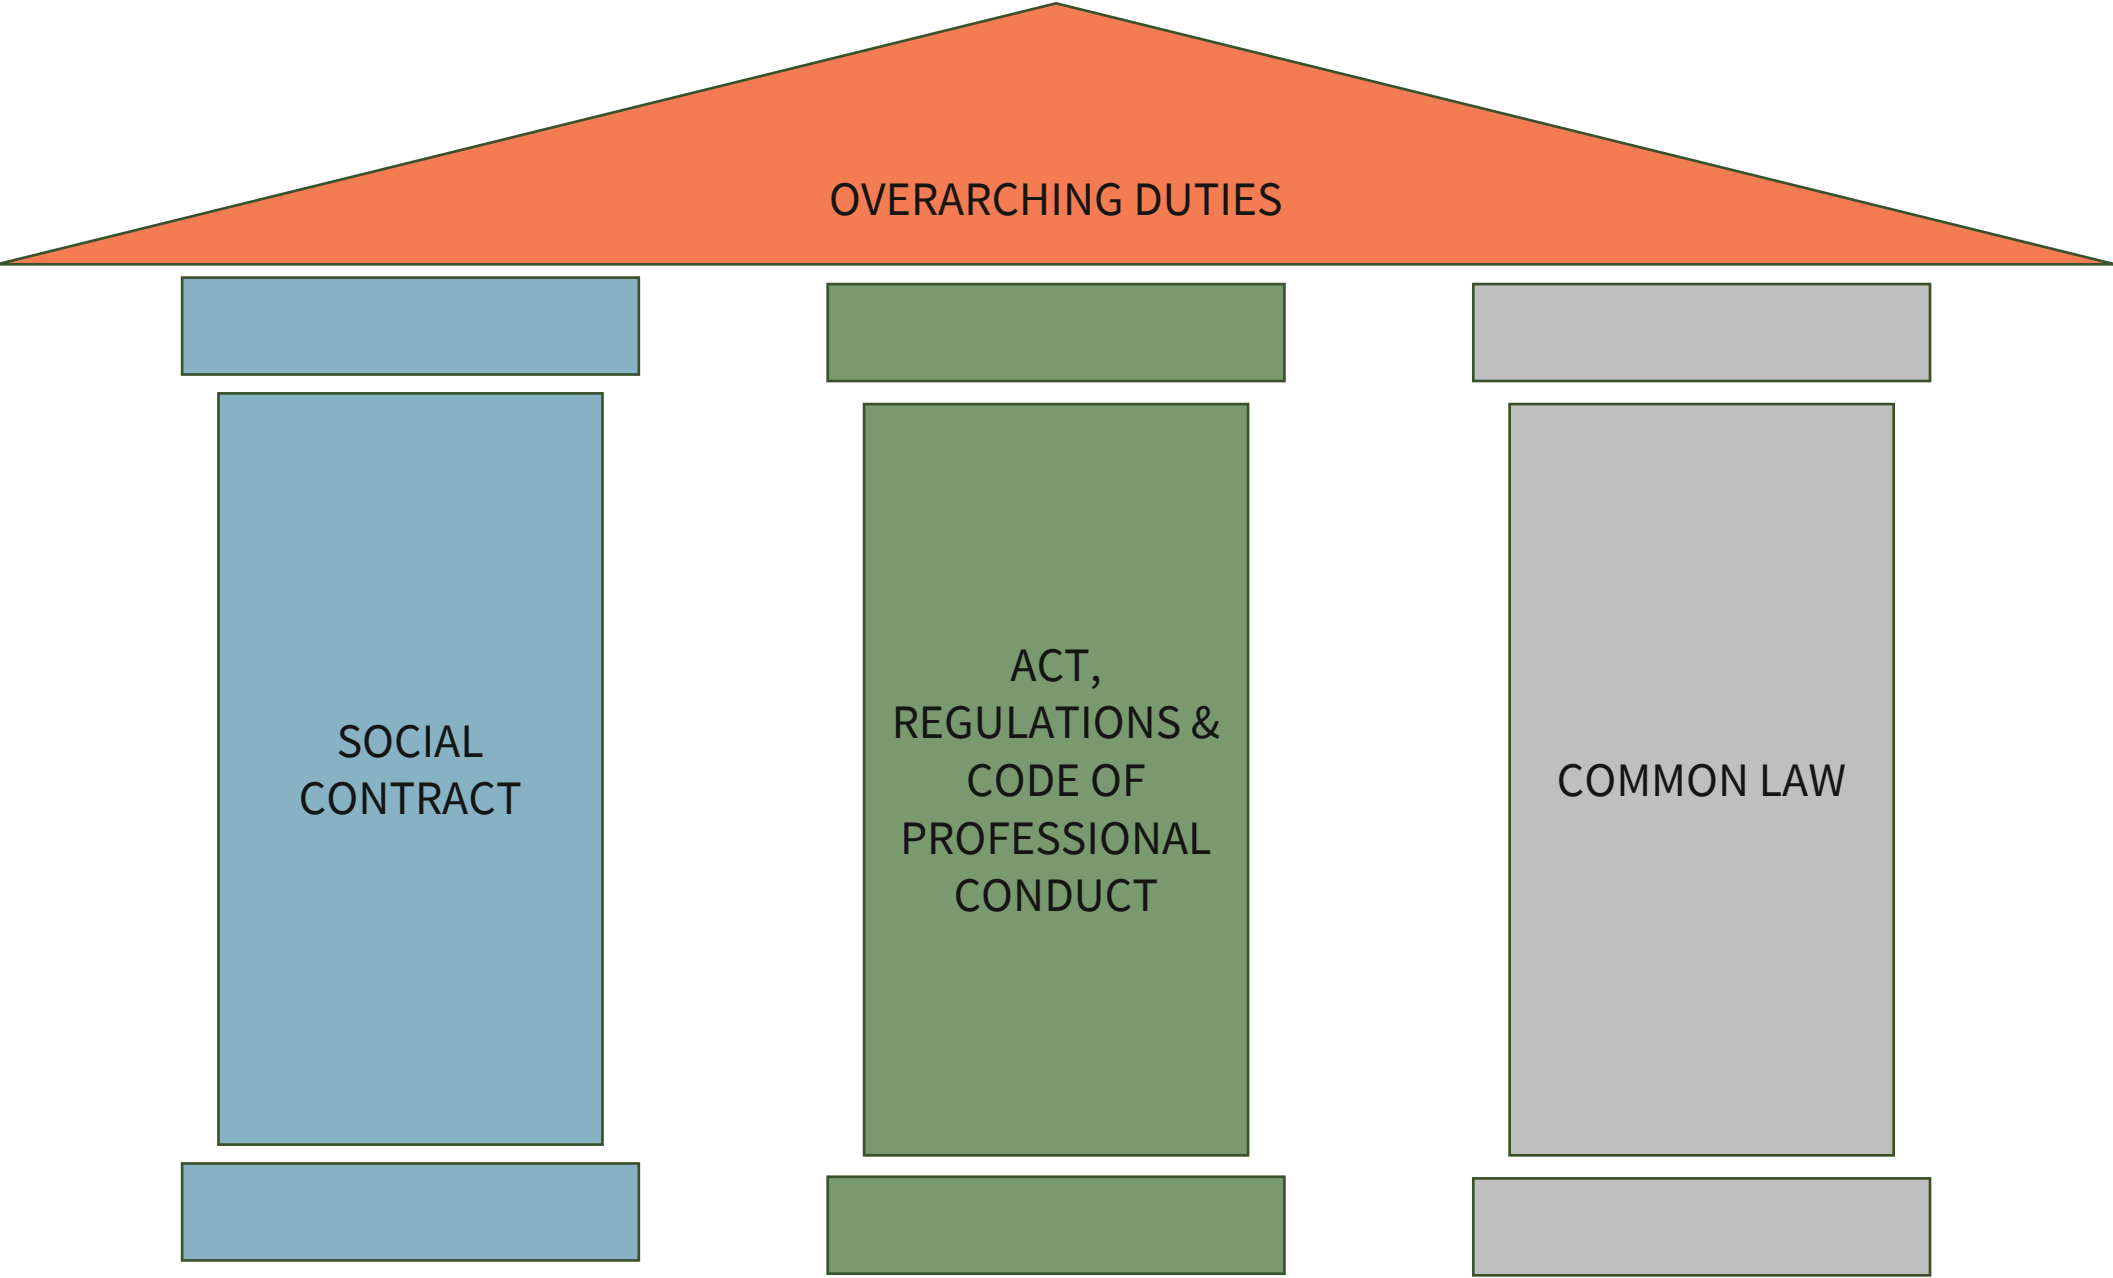 OVERARCHING DUTIES
SOCIAL
CONTRACT
ACT,
REGULATIONS &
CODE OF
PROFESSIONAL
CONDUCT
COMMON LAW